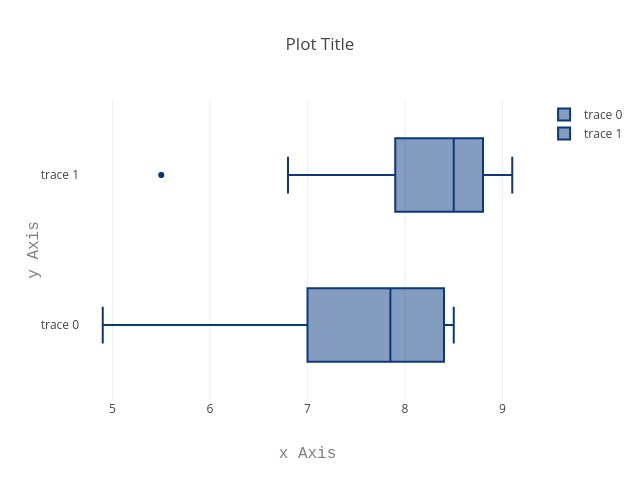 Plot Title
trace 0
trace 1
trace 1
trace 0
y Axis
5 6 7 8 9
x Axis